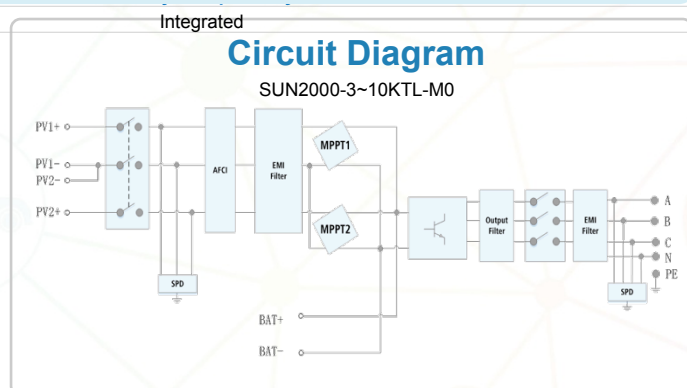 Integrated
Circuit Diagram
SUN2000-3~10KTL-M0
PV1+
PV1-
PV2-
PV2+
AFCI
EMI
Filter
MPPT1
MPPT2
Output
Filter
EMI
Filter
A
B
C
N
PE
SPD
SPD
BAT+
BAT-